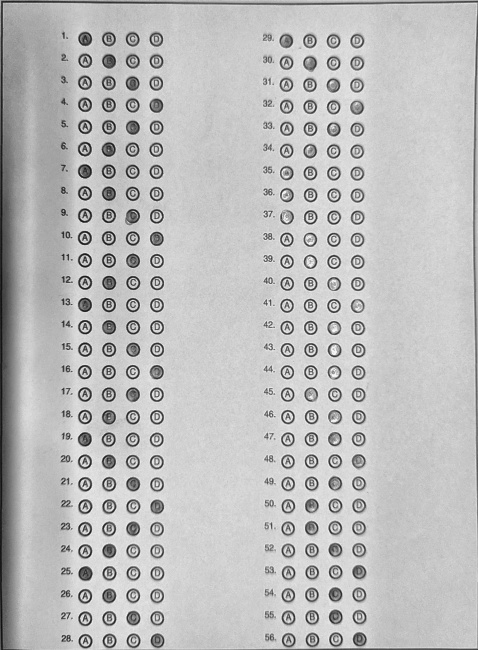 1. A B C D
2. A B C D
3. A B C D
4. A B C D
5. A B C D
6. A B C D
7. A B C D
8. A B C D
9. A B C D
10. A B C D
11. A B C D
12. A B C D
13. A B C D
14. A B C D
15. A B C D
16. A B C D
17. A B C D
18. A B C D
19. A B C D
20. A B C D
21. A B C D
22. A B C D
23. A B C D
24. A B C D
25. A B C D
26. A B C D
27. A B C D
28. A B C D
29. A B C D
30. A B C D
31. A B C D
32. A B C D
33. A B C D
34. A B C D
35. A B C D
36. A B C D
37. A B C D
38. A B C D
39. A B C D
40. A B C D
41. A B C D
42. A B C D
43. A B C D
44. A B C D
45. A B C D
46. A B C D
47. A B C D
48. A B C D
49. A B C D
50. A B C D
51. A B C D
52. A B C D
53. A B C D
54. A B C D
55. A B C D
56. A B C D